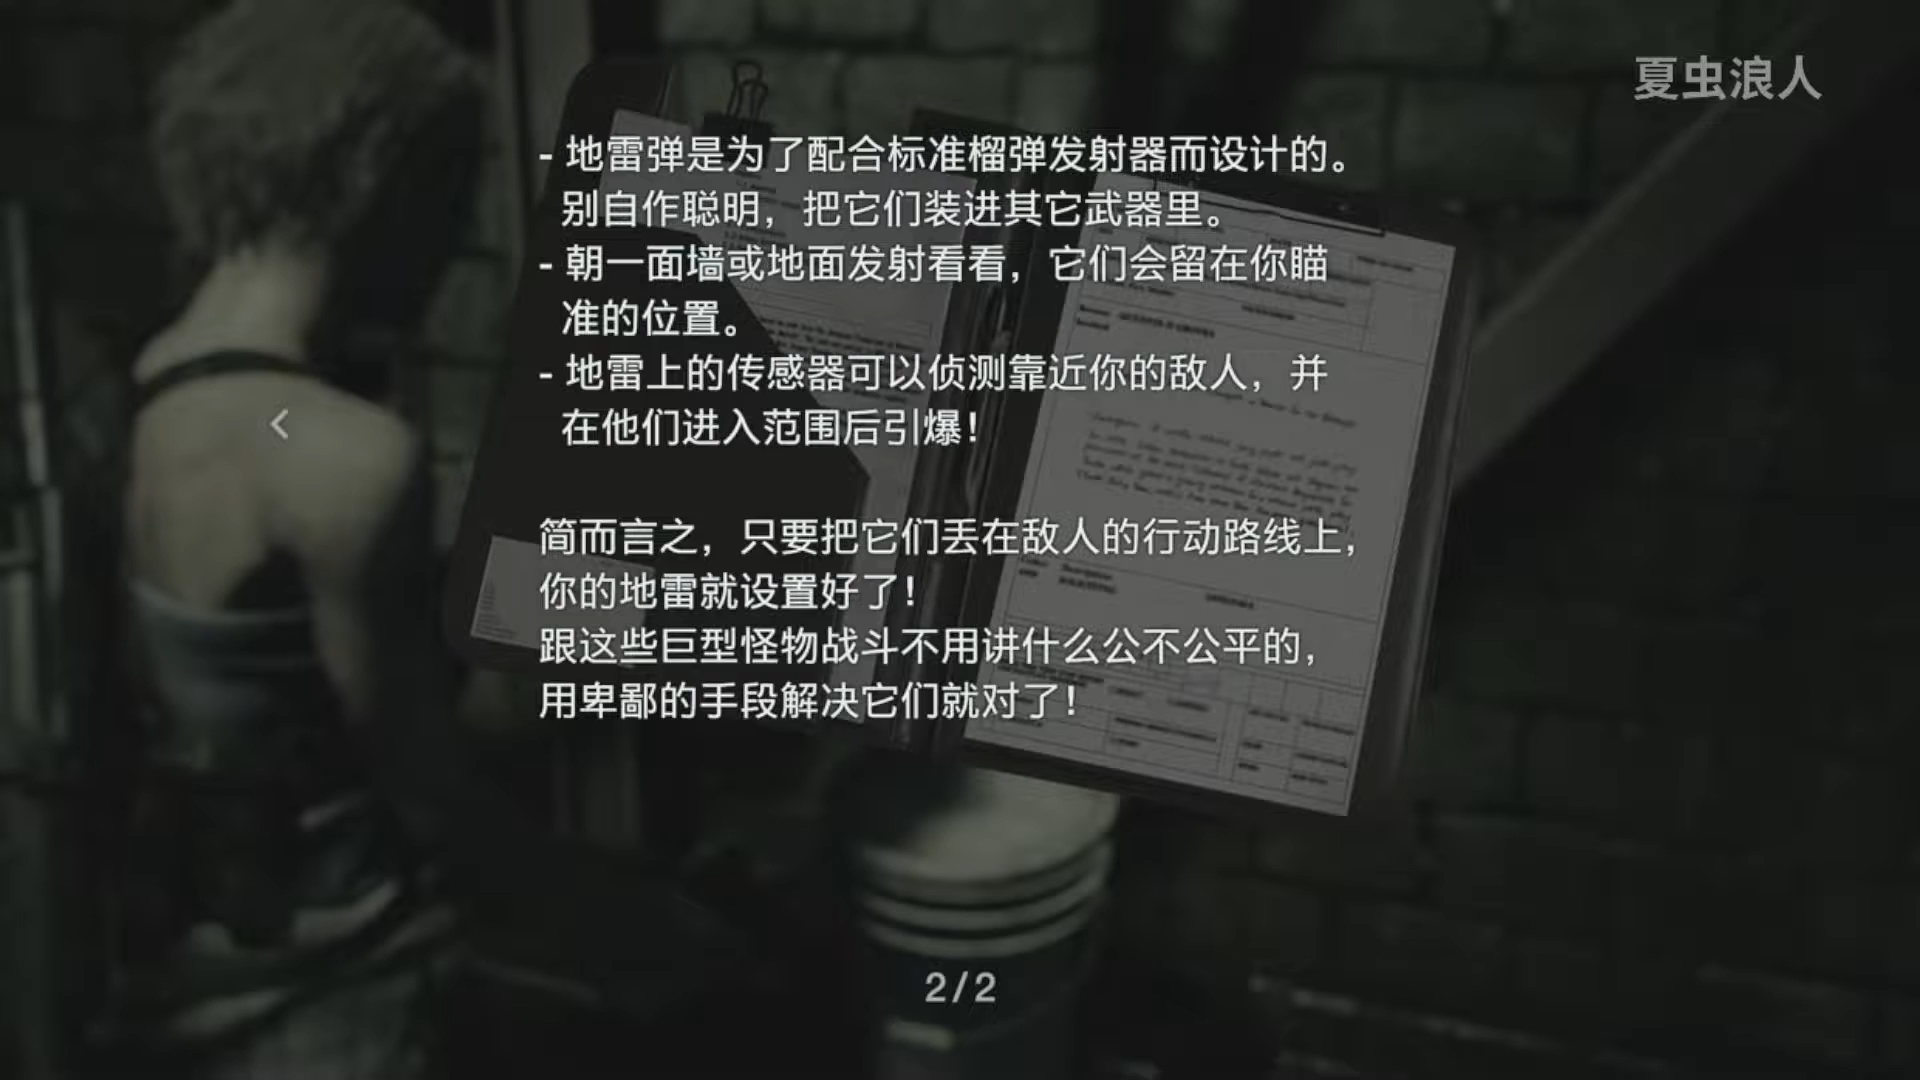 夏虫浪人
- 地雷弹是为了配合标准榴弹发射器而设计的。
别自作聪明，把它们装进其它武器里。
- 朝一面墙或地面发射看看，它们会留在你瞄
准的位置。
- 地雷上的传感器可以侦测靠近你的敌人，并
在他们进入范围后引爆！
简而言之，只要把它们丢在敌人的行动路线上，
你的地雷就设置好了！
跟这些巨型怪物战斗不用讲什么公不公平的，
用卑鄙的手段解决它们就对了！
<
2/2